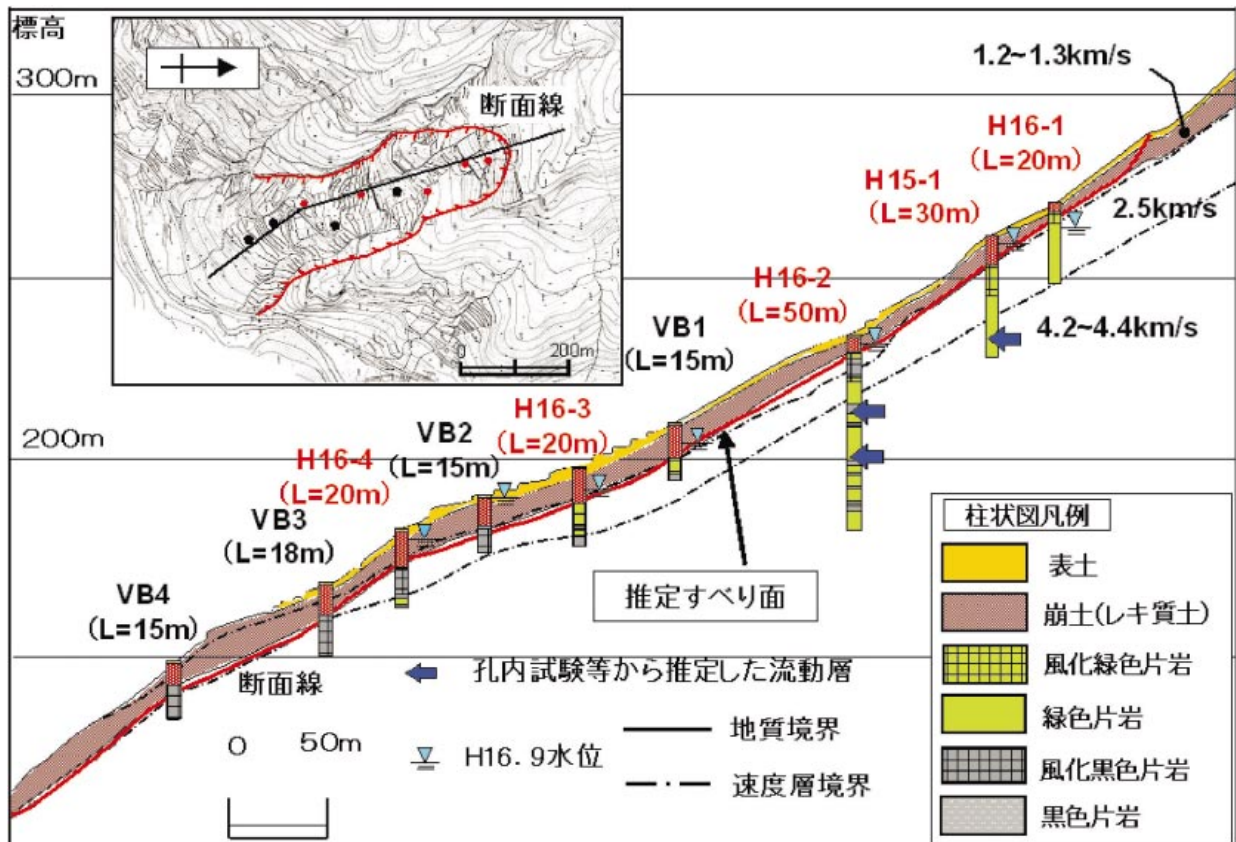 標高
300m
200m
断面線
0
200m
1.2~1.3km/s
H16-1
(L=20m)
H15-1
(L=30m)
2.5km/s
H16-2
(L=50m)
4.2~4.4km/s
VB1
(L=15m)
H16-3
(L=20m)
VB2
(L=15m)
H16-4
(L=20m)
VB3
(L=18m)
VB4
(L=15m)
推定すべり面
断面線
0 50m
孔内試験等から推定した流動層
H16.9水位
地質境界
速度層境界
柱状図凡例
表土
崩土(レキ質土)
風化緑色片岩
緑色片岩
風化黒色片岩
黒色片岩